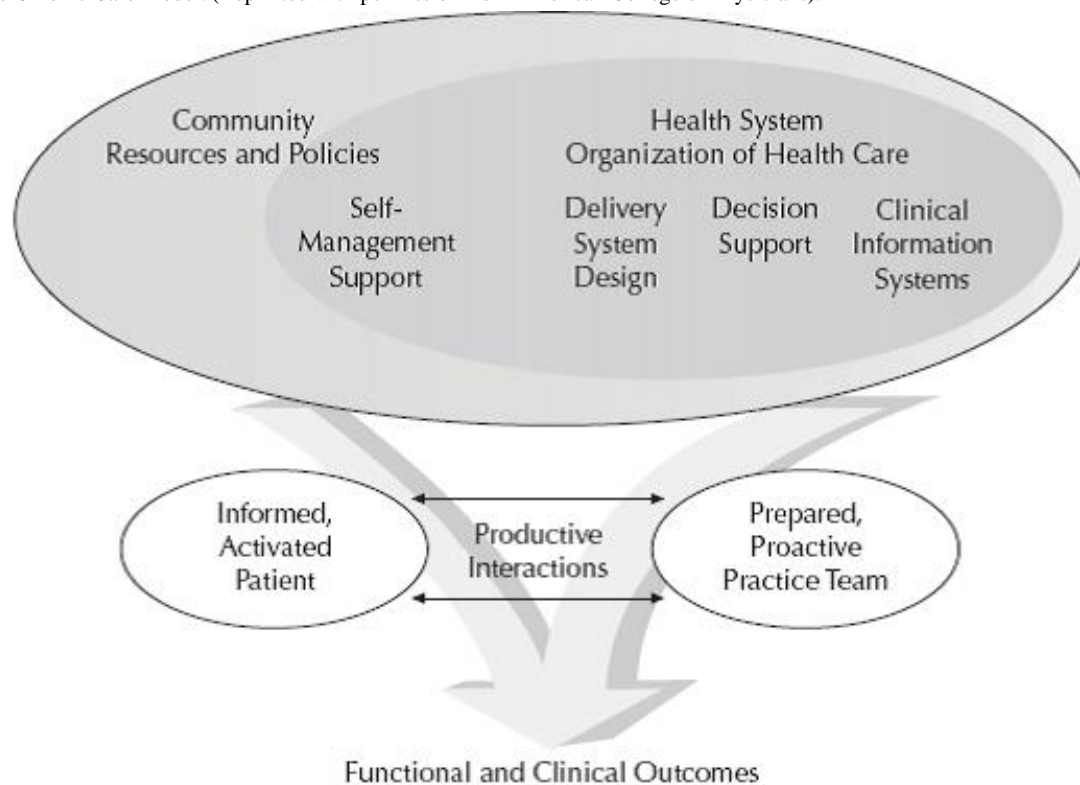 Community
Resources and Policies
Health System
Organization of Health Care
Self-
Management
Support
Delivery
System
Design
Decision
Support
Clinical
Information
Systems
Informed,
Activated
Patient
Productive
Interactions
Prepared,
Proactive
Practice Team
Functional and Clinical Outcomes